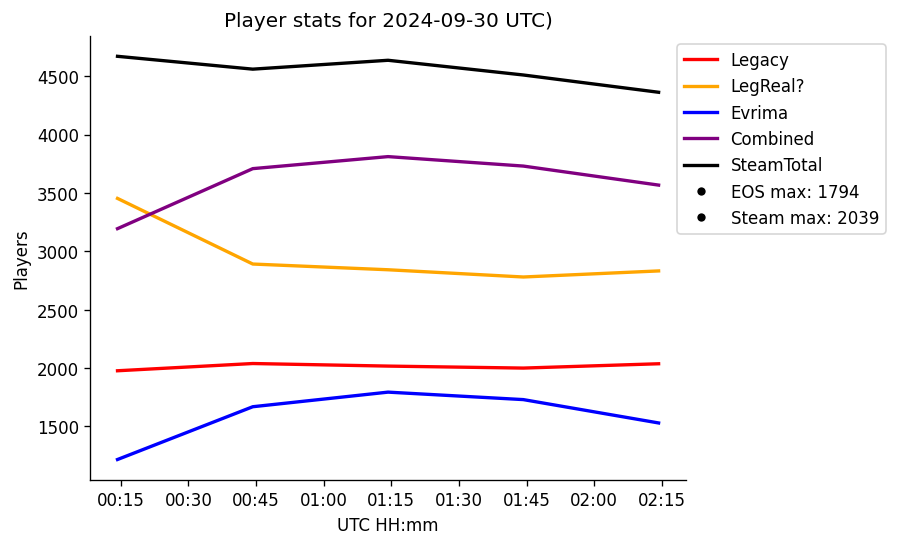 Player stats for 2024-09-30 UTC)
Legacy
LegReal?
Evrima
Combined
SteamTotal
EOS max: 1794
Steam max: 2039
Players
4500
4000
3500
3000
2500
2000
1500
00:15 00:30 00:45 01:00 01:15 01:30 01:45 02:00 02:15
UTC HH:mm